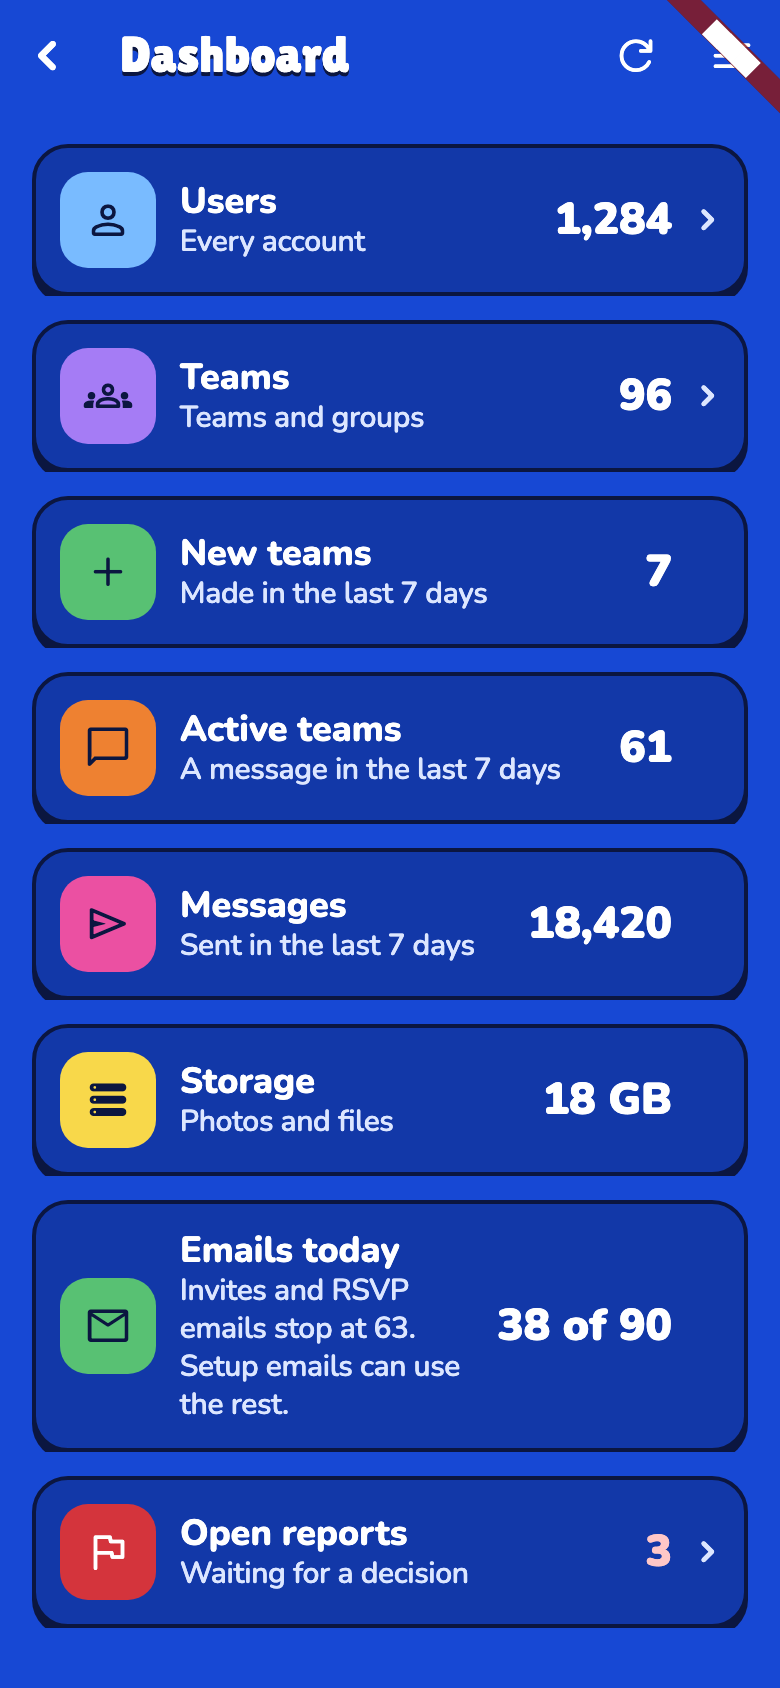 Dashboard
Users
Every account
1,284
Teams
Teams and groups
96
New teams
Made in the last 7 days
7
Active teams
A message in the last 7 days
61
Messages
Sent in the last 7 days
18,420
Storage
Photos and files
18 GB
Emails today
Invites and RSVP
emails stop at 63.
Setup emails can use
the rest.
38 of 90
Open reports
Waiting for a decision
3